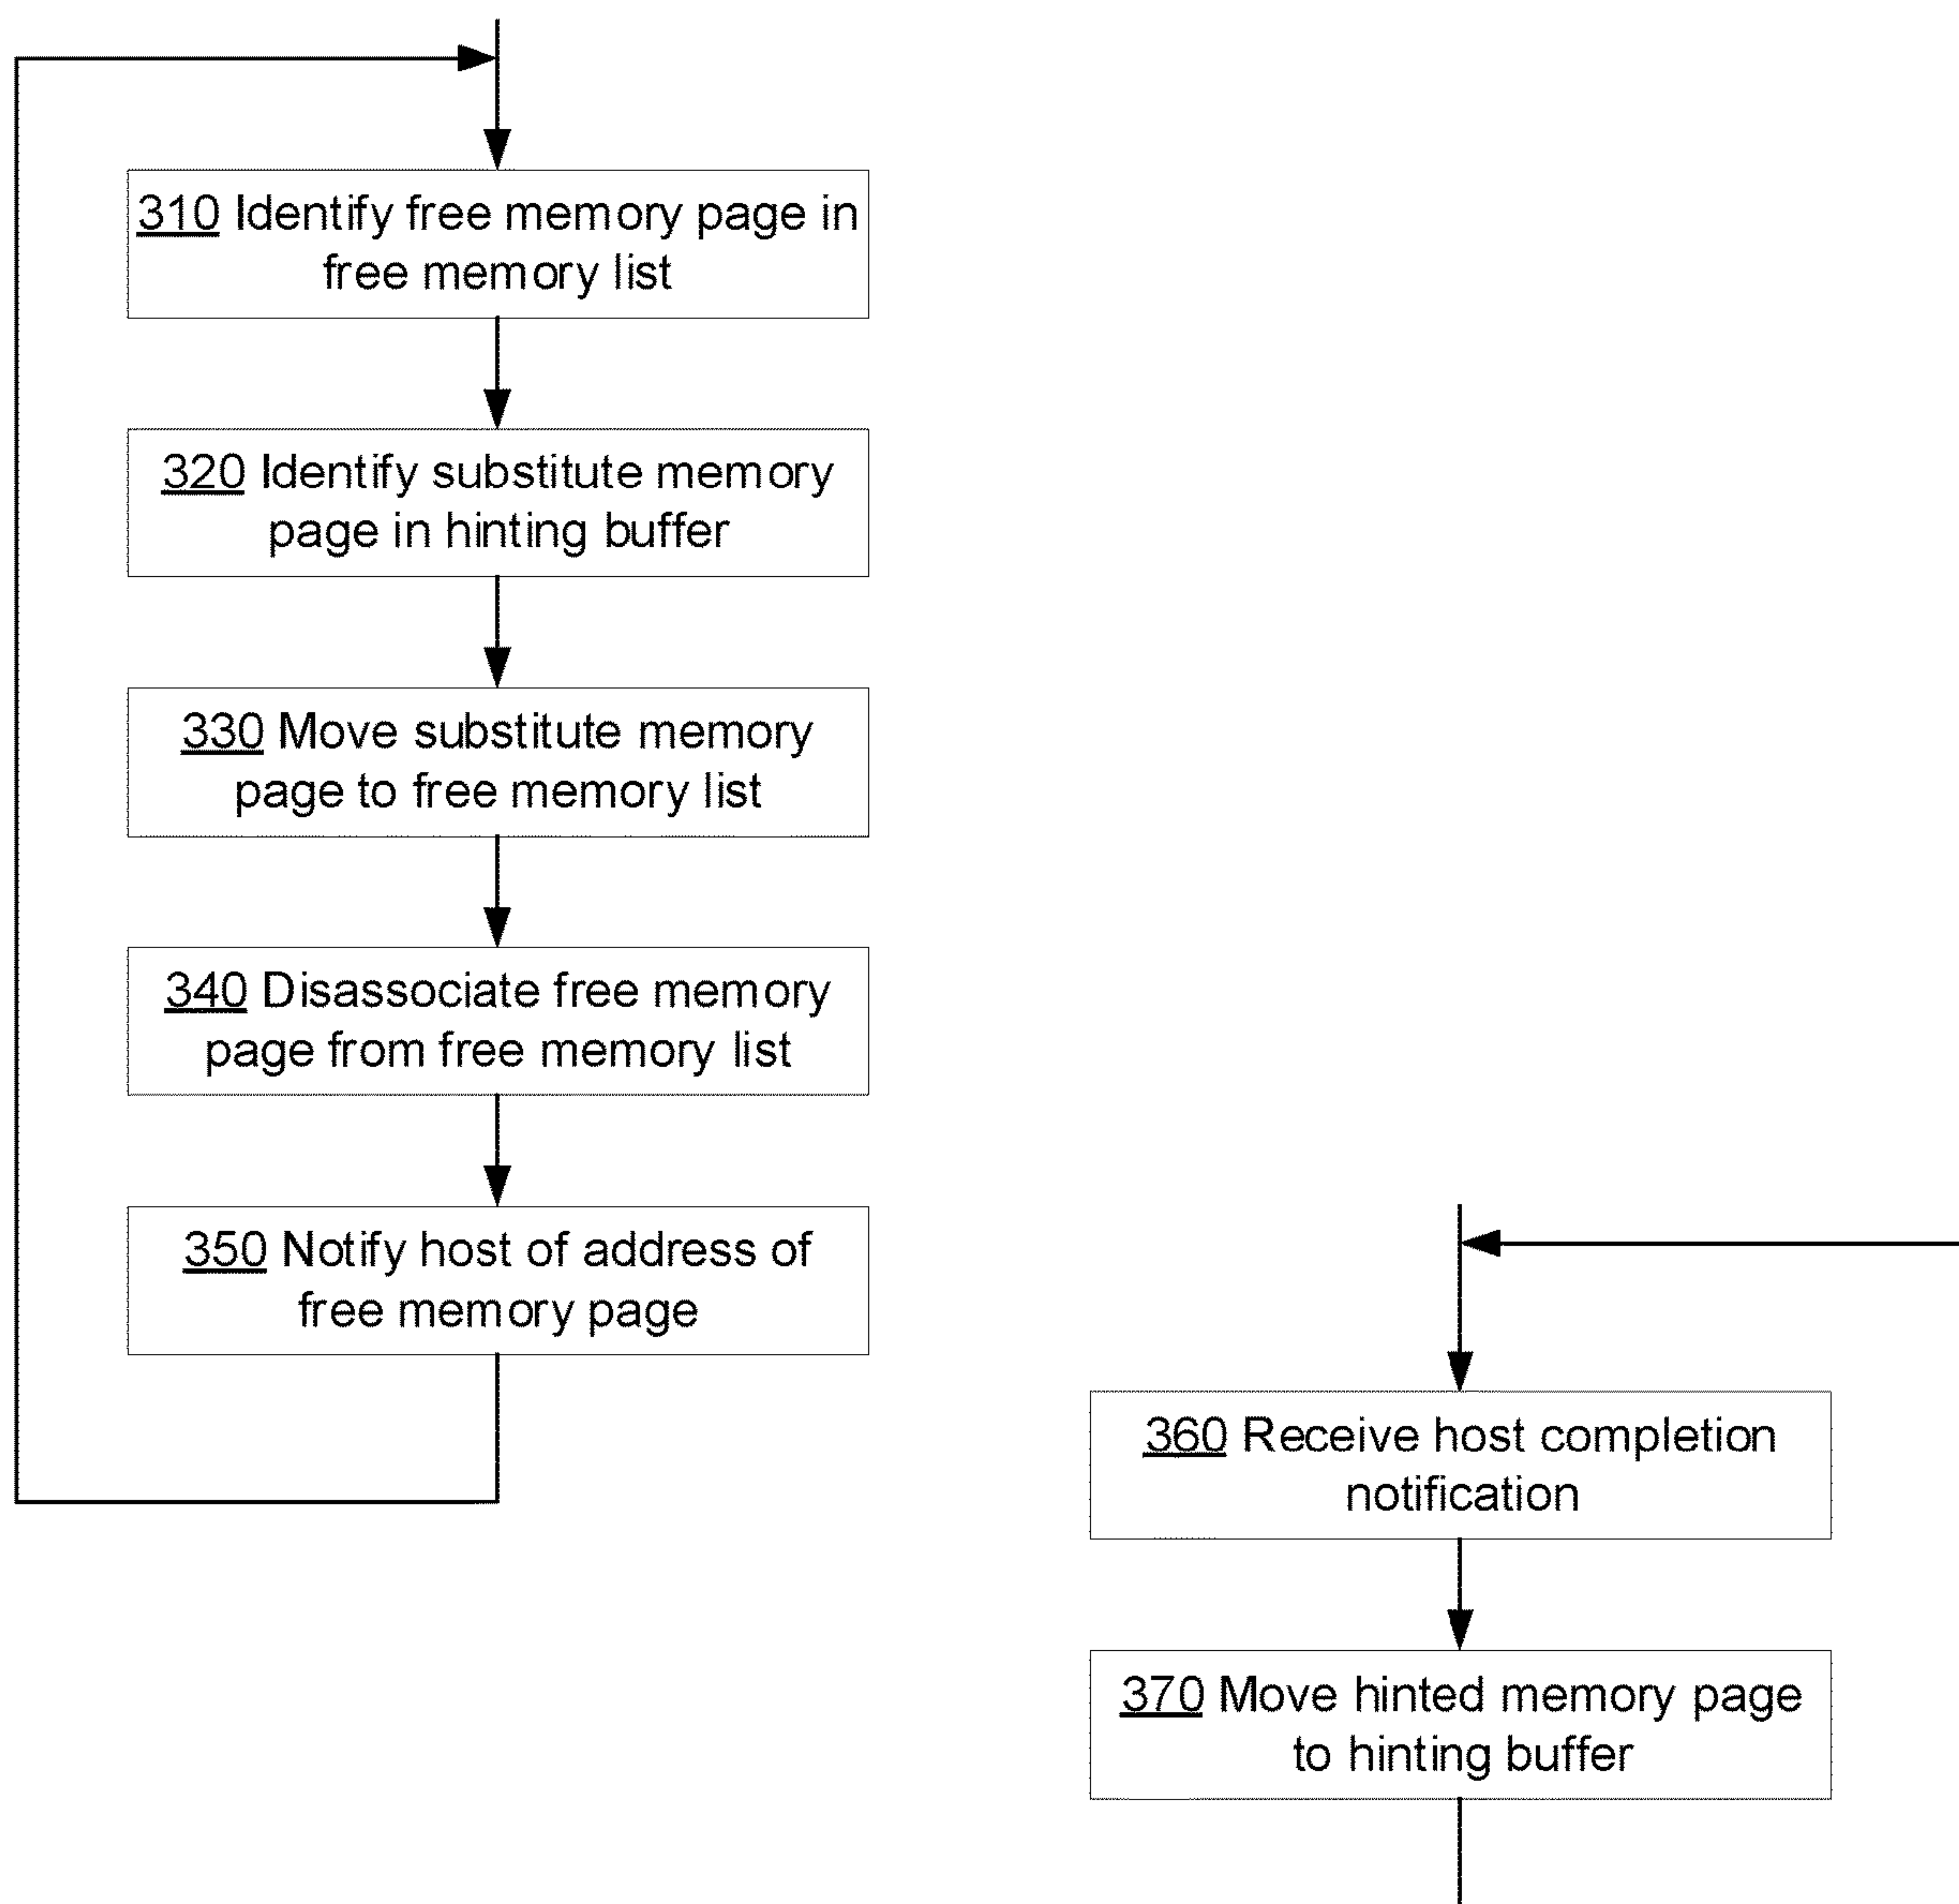 310 Identify free memory page in
free memory list
320 Identify substitute memory
page in hinting buffer
330 Move substitute memory
page to free memory list
340 Disassociate free memory
page from free memory list
350 Notify host of address of
free memory page
360 Receive host completion
notification
370 Move hinted memory page
to hinting buffer